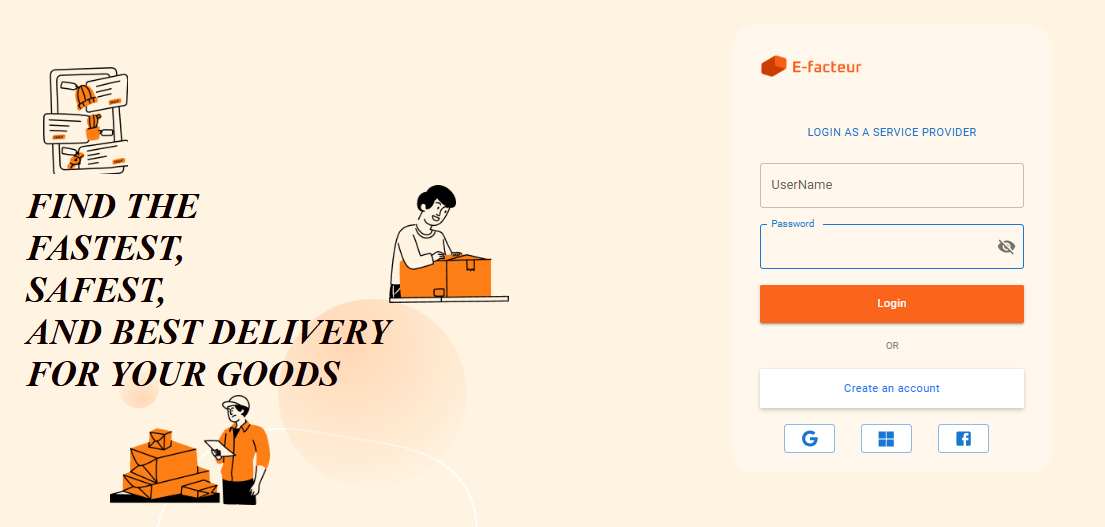 FIND THE
FASTEST,
SAFEST,
AND BEST DELIVERY
FOR YOUR GOODS
E-facteur
LOGIN AS A SERVICE PROVIDER
UserName
Password
Login
OR
Create an account